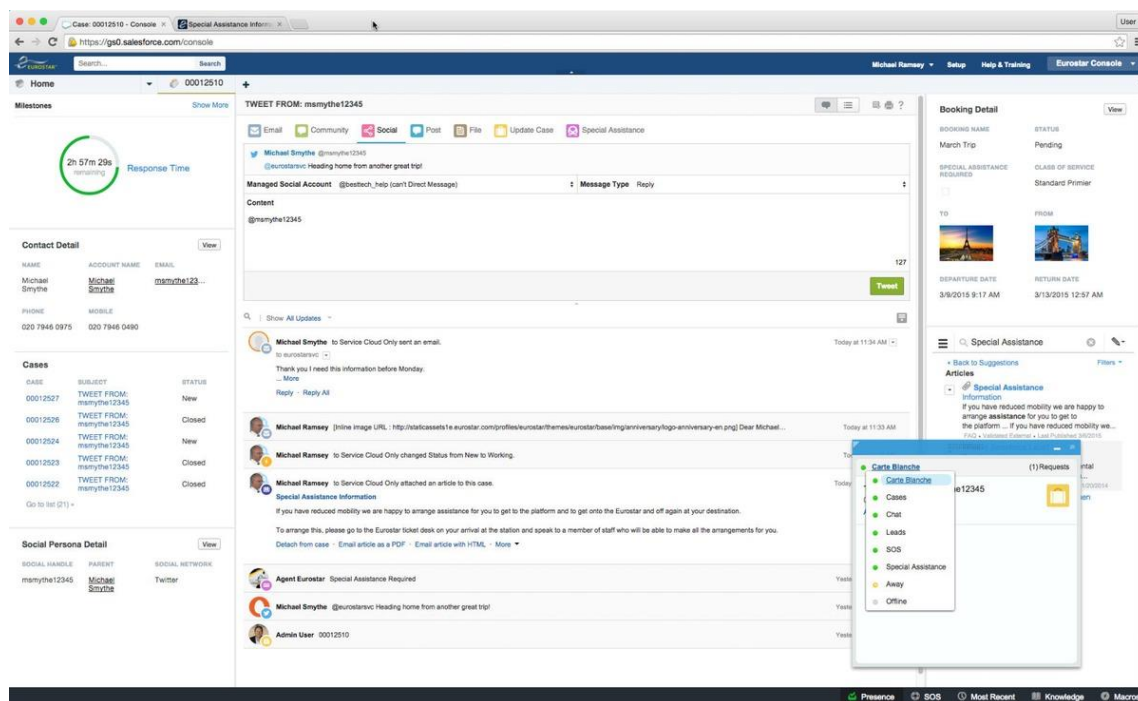 Case: 00012510 - Console
Special Assistance Inform
User
https://gs0.salesforce.com/console
EUROSTAR
Search...
Search
Michael Ramsey
Setup
Help & Training
Eurostar Console
Home
00012510
+
Milestones
Show More
2h 57m 29s
remaining
Response Time
Contact Detail
View
NAME ACCOUNT NAME EMAIL
Michael Smythe
Michael Smythe
msmythe123...
PHONE MOBILE
020 7946 0975 020 7946 0490
Cases
CASE SUBJECT STATUS
00012527 TWEET FROM: msmythe12345 New
00012526 TWEET FROM: msmythe12345 Closed
00012524 TWEET FROM: msmythe12345 New
00012523 TWEET FROM: msmythe12345 Closed
00012522 TWEET FROM: msmythe12345 Closed
Go to list (21) »
Social Persona Detail
View
SOCIAL HANDLE PARENT SOCIAL NETWORK
msmythe12345 Michael Smythe Twitter
TWEET FROM: msmythe12345
Email Community Social Post File Update Case Special Assistance
Michael Smythe @msmythe12345
@eurostarsvc Heading home from another great trip!
Managed Social Account @besttech_help (can't Direct Message) Message Type Reply
Content
@msmythe12345
127
Tweet
Show All Updates
Michael Smythe to Service Cloud Only sent an email.
Today at 11:34 AM
to eurostarsvc
Thank you I need this information before Monday.
... More
Reply · Reply All
Michael Ramsey [Inline image URL : http://staticassets1e.eurostar.com/profiles/eurostar/themes/eurostar/base/img/anniversary/logo-anniversary-en.png] Dear Michael...
Today at 11:33 AM
Michael Ramsey to Service Cloud Only changed Status from New to Working.
To
Michael Ramsey to Service Cloud Only attached an article to this case.
Today
Special Assistance Information
If you have reduced mobility we are happy to arrange assistance for you to get to the platform and to get onto the Eurostar and off again at your destination.
To arrange this, please go to the Eurostar ticket desk on your arrival at the station and speak to a member of staff who will be able to make all the arrangements for you.
Detach from case · Email article as a PDF · Email article with HTML · More
Agent Eurostar Special Assistance Required
Yeste
Michael Smythe @eurostarsvc Heading home from another great trip!
Yeste
Admin User 00012510
Yeste
Booking Detail
View
BOOKING NAME STATUS
March Trip Pending
SPECIAL ASSISTANCE REQUIRED
CLASS OF SERVICE
Standard Primier
TO FROM
DEPARTURE DATE RETURN DATE
3/9/2015 9:17 AM 3/13/2015 12:57 AM
Special Assistance
« Back to Suggestions
Filters
Articles
Special Assistance
Information
If you have reduced mobility we are happy to
arrange assistance for you to get to
the platform ... If you have reduced mobility we...
FAQ • Validated External • Last Published 3/6/2015
Carte Blanche
(1) Requests
ental
Carte Blanche
Cases
Chat
Leads
SOS
Special Assistance
Away
Offline
e12345
Presence
SOS
Most Recent
Knowledge
Macros